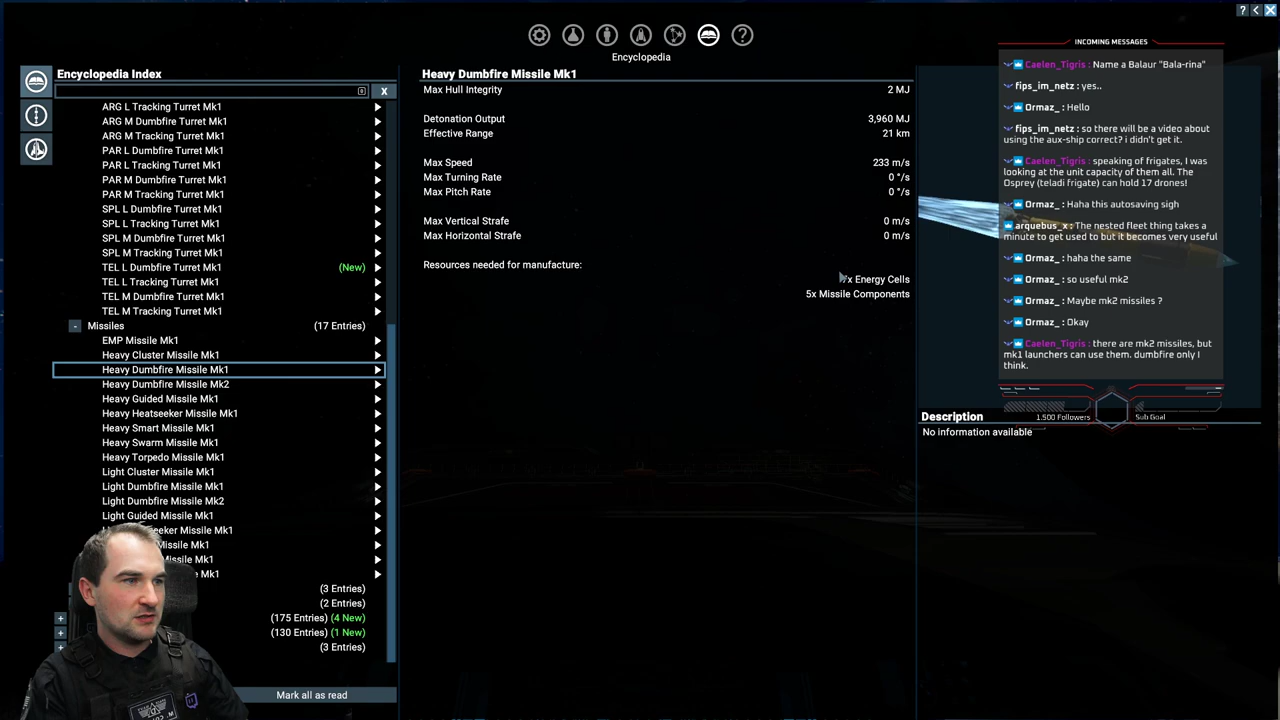 Encyclopedia
INCOMING MESSAGES
Encyclopedia Index
X
ARG L Tracking Turret Mk1
ARG M Dumbfire Turret Mk1
ARG M Tracking Turret Mk1
PAR L Dumbfire Turret Mk1
PAR L Tracking Turret Mk1
PAR M Dumbfire Turret Mk1
PAR M Tracking Turret Mk1
SPL L Dumbfire Turret Mk1
SPL L Tracking Turret Mk1
SPL M Dumbfire Turret Mk1
SPL M Tracking Turret Mk1
TEL L Dumbfire Turret Mk1 (New)
TEL L Tracking Turret Mk1
TEL M Dumbfire Turret Mk1
TEL M Tracking Turret Mk1
- Missiles (17 Entries)
EMP Missile Mk1
Heavy Cluster Missile Mk1
Heavy Dumbfire Missile Mk1
Heavy Dumbfire Missile Mk2
Heavy Guided Missile Mk1
Heavy Heatseeker Missile Mk1
Heavy Smart Missile Mk1
Heavy Swarm Missile Mk1
Heavy Torpedo Missile Mk1
Light Cluster Missile Mk1
Light Dumbfire Missile Mk1
Light Dumbfire Missile Mk2
Light Guided Missile Mk1
seeker Missile Mk1
Missile Mk1
Missile Mk1
Mk1
(3 Entries)
(2 Entries)
+ (175 Entries) (4 New)
+ (130 Entries) (1 New)
(3 Entries)
Mark all as read
Heavy Dumbfire Missile Mk1
Max Hull Integrity 2 MJ
Detonation Output 3,960 MJ
Effective Range 21 km
Max Speed 233 m/s
Max Turning Rate 0 °/s
Max Pitch Rate 0 °/s
Max Vertical Strafe 0 m/s
Max Horizontal Strafe 0 m/s
Resources needed for manufacture:
x Energy Cells
5x Missile Components
Caelen_Tigris : Name a Balaur "Bala-rina"
fips_im_netz : yes..
Ormaz_ : Hello
fips_im_netz : so there will be a video about
using the aux-ship correct? i didn't get it.
Caelen_Tigris : speaking of frigates, I was
looking at the unit capacity of them all. The
Osprey (teladi frigate) can hold 17 drones!
Ormaz_ : Haha this autosaving sigh
arquebus_x : The nested fleet thing takes a
minute to get used to but it becomes very useful
Ormaz_ : haha the same
Ormaz_ : so useful mk2
Ormaz_ : Maybe mk2 missiles ?
Ormaz_ : Okay
Caelen_Tigris : there are mk2 missiles, but
mk1 launchers can use them. dumbfire only I
think.
1.500 Followers
Sub Goal
Description
No information available